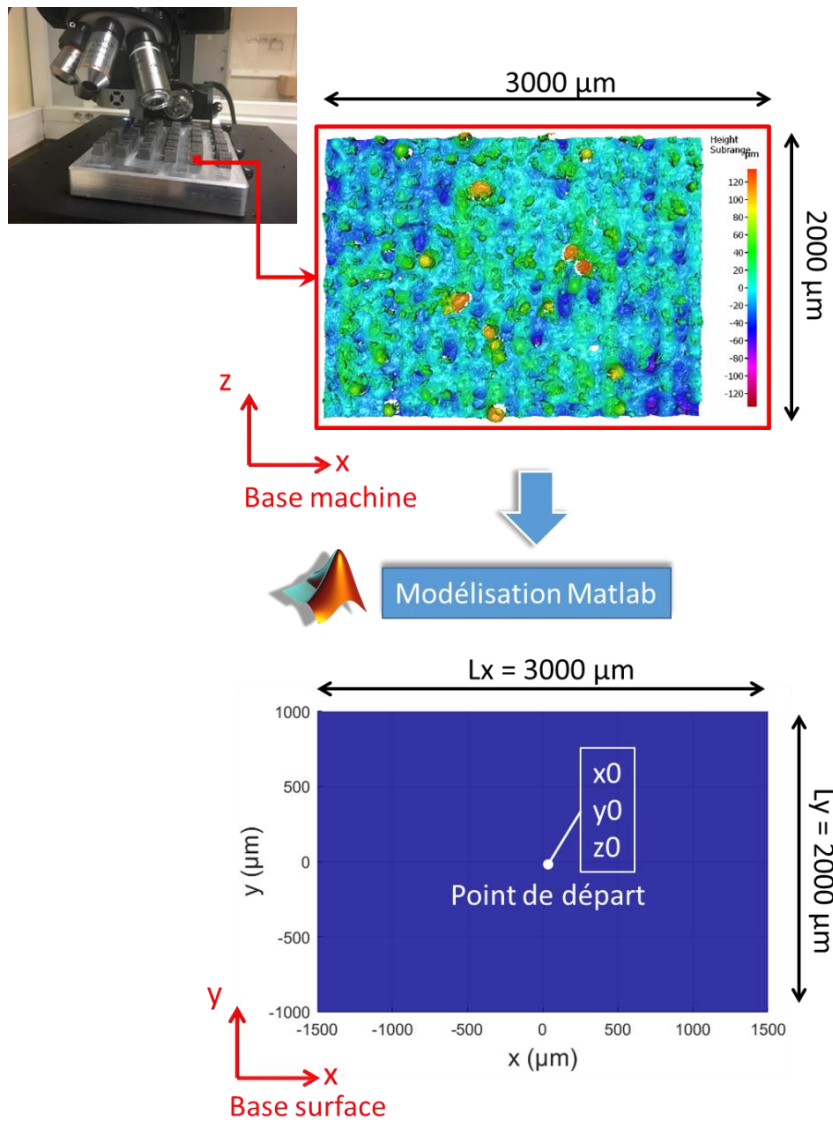 3000 µm
Height
Subrange
µm
120
100
80
60
40
20
0
-20
-40
-60
-80
-100
-120
2000 µm
z
x
Base machine
Modélisation Matlab
Lx = 3000 µm
1000
500
0
-500
-1000
y (µm)
x0
y0
z0
Point de départ
Ly = 2000 µm
-1500
-1000
-500
0
500
1000
1500
x (µm)
y
x
Base surface